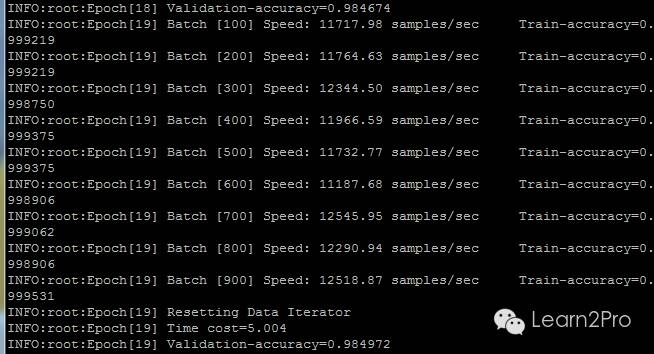 INFO:root:Epoch[18] Validation-accuracy=0.984674
INFO:root:Epoch[19] Batch [100] Speed: 11717.98 samples/sec Train-accuracy=0.
999219
INFO:root:Epoch[19] Batch [200] Speed: 11764.63 samples/sec Train-accuracy=0.
999219
INFO:root:Epoch[19] Batch [300] Speed: 12344.50 samples/sec Train-accuracy=0.
998750
INFO:root:Epoch[19] Batch [400] Speed: 11966.59 samples/sec Train-accuracy=0.
999375
INFO:root:Epoch[19] Batch [500] Speed: 11732.77 samples/sec Train-accuracy=0.
999375
INFO:root:Epoch[19] Batch [600] Speed: 11187.68 samples/sec Train-accuracy=0.
998906
INFO:root:Epoch[19] Batch [700] Speed: 12545.95 samples/sec Train-accuracy=0.
999062
INFO:root:Epoch[19] Batch [800] Speed: 12290.94 samples/sec Train-accuracy=0.
998906
INFO:root:Epoch[19] Batch [900] Speed: 12518.87 samples/sec Train-accuracy=0.
999531
INFO:root:Epoch[19] Resetting Data Iterator
INFO:root:Epoch[19] Time cost=5.004
INFO:root:Epoch[19] Validation-accuracy=0.984972
Learn2Pro